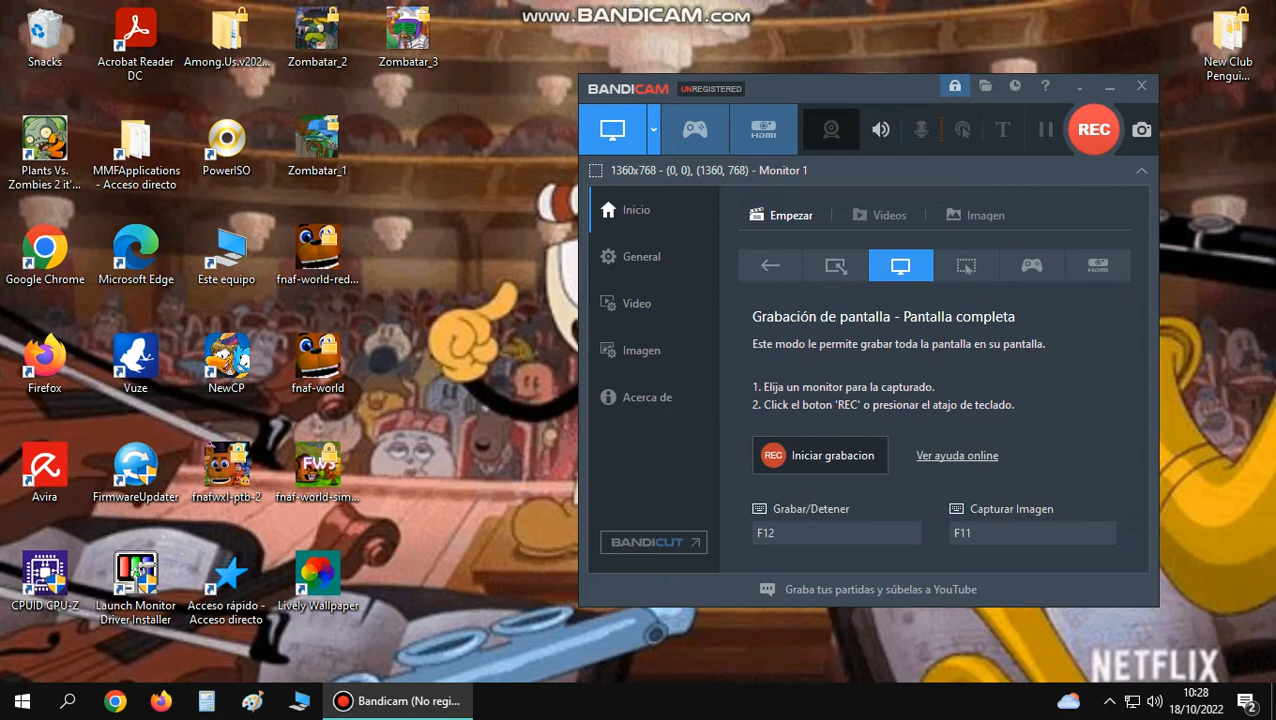 www.BANDICAM.com
Snacks
Acrobat Reader
DC
Among.Us.v202...
Zombatar_2
Zombatar_3
New Club
Pengui...
Plants Vs.
Zombies 2 it'...
MMFApplications
- Acceso directo
PowerISO
Zombatar_1
Google Chrome
Microsoft Edge
Este equipo
fnaf-world-red...
Firefox
Vuze
NewCP
fnaf-world
Avira
FirmwareUpdater
fnafwxl-ptb-2
FWS
fnaf-world-sim...
CPUID CPU-Z
Launch Monitor
Driver Installer
Acceso rápido -
Acceso directo
Lively Wallpaper
BANDICAM UNREGISTERED
HDMI
REC
1360x768 - (0, 0), (1360, 768) - Monitor 1
Inicio
General
Video
Imagen
Acerca de
BANDICUT
Empezar
Videos
Imagen
HDMI
Grabación de pantalla - Pantalla completa
Este modo le permite grabar toda la pantalla en su pantalla.
1. Elija un monitor para la capturado.
2. Click el boton 'REC' o presionar el atajo de teclado.
REC Iniciar grabacion
Ver ayuda online
Grabar/Detener
F12
Capturar Imagen
F11
Graba tus partidas y súbelas a YouTube
NETFLIX
Bandicam (No regi...
10:28
18/10/2022
2